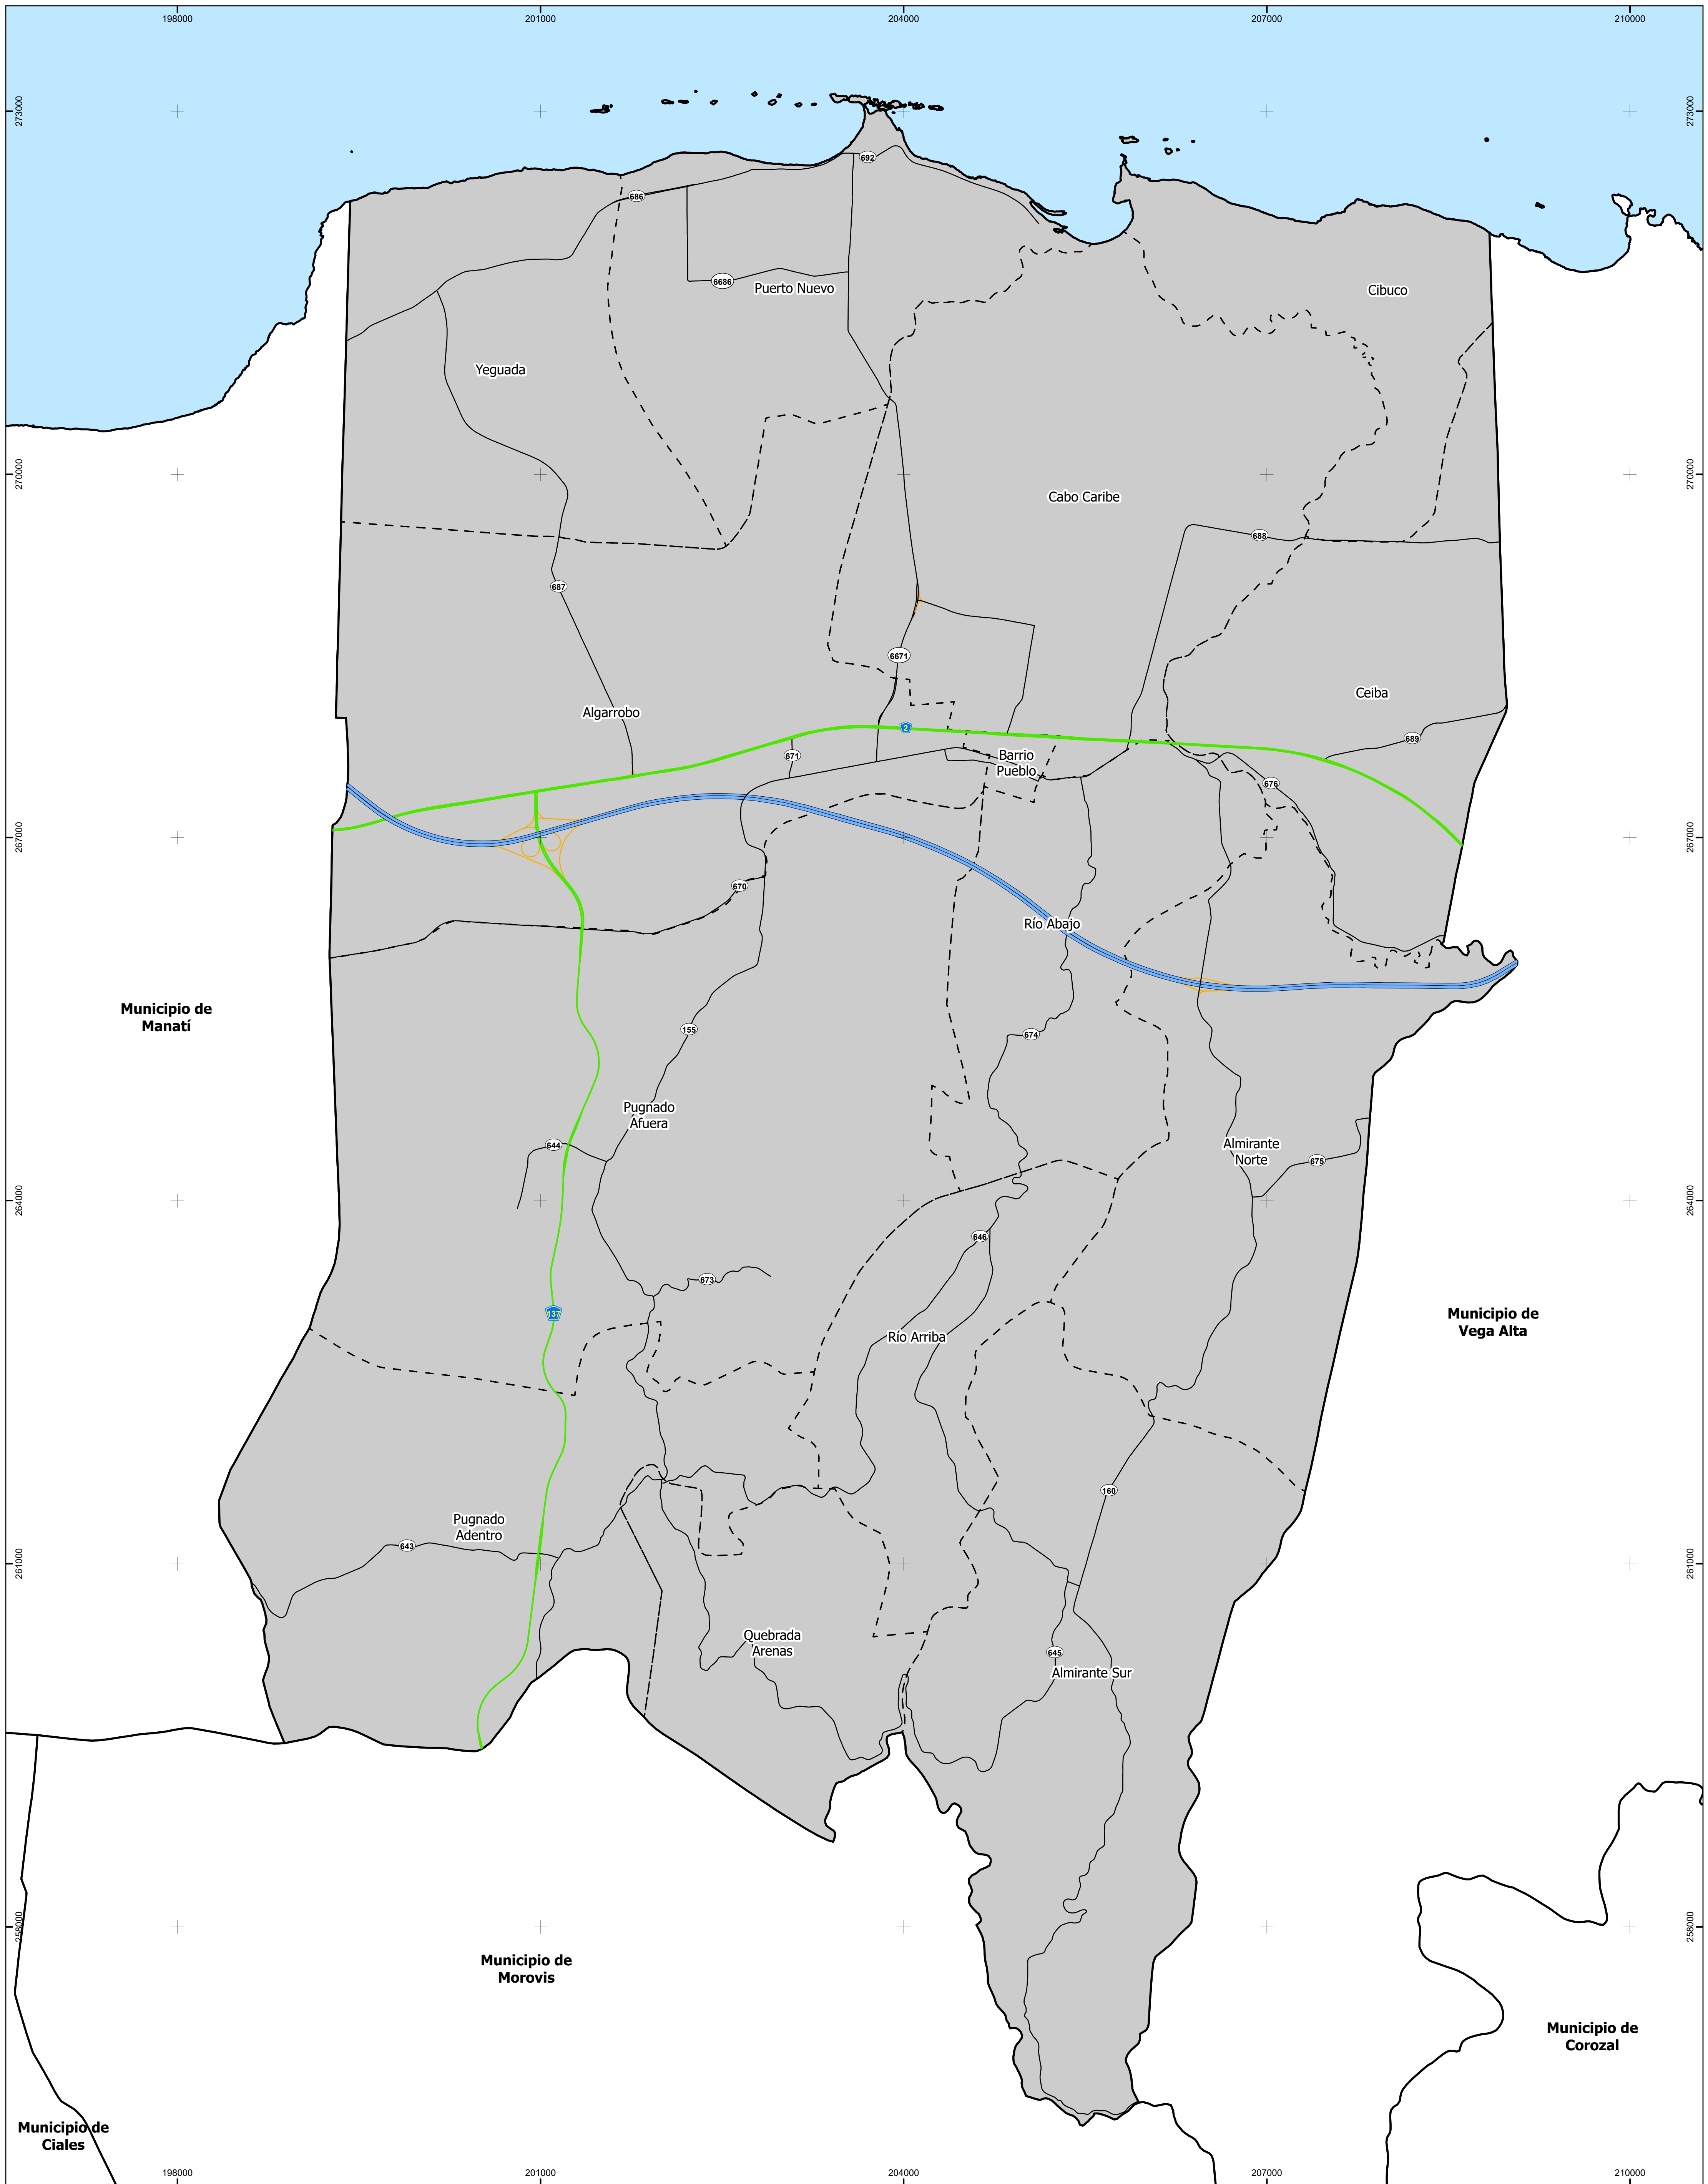 198000
201000
204000
207000
210000
273000
273000
692
686
6686
Puerto Nuevo
Cibuco
Yeguada
270000
270000
Cabo Caribe
688
687
6671
Ceiba
Algarrobo
2
689
671
Barrio
Pueblo
676
267000
267000
670
Río Abajo
Municipio de
Manatí
155
674
Pugnado
Afuera
644
Almirante
Norte
675
264000
264000
646
673
137
Río Arriba
Municipio de
Vega Alta
160
Pugnado
Adentro
643
261000
261000
Quebrada
Arenas
645
Almirante Sur
258000
258000
Municipio de
Morovis
Municipio de
Corozal
Municipio de
Ciales
198000
201000
204000
207000
210000